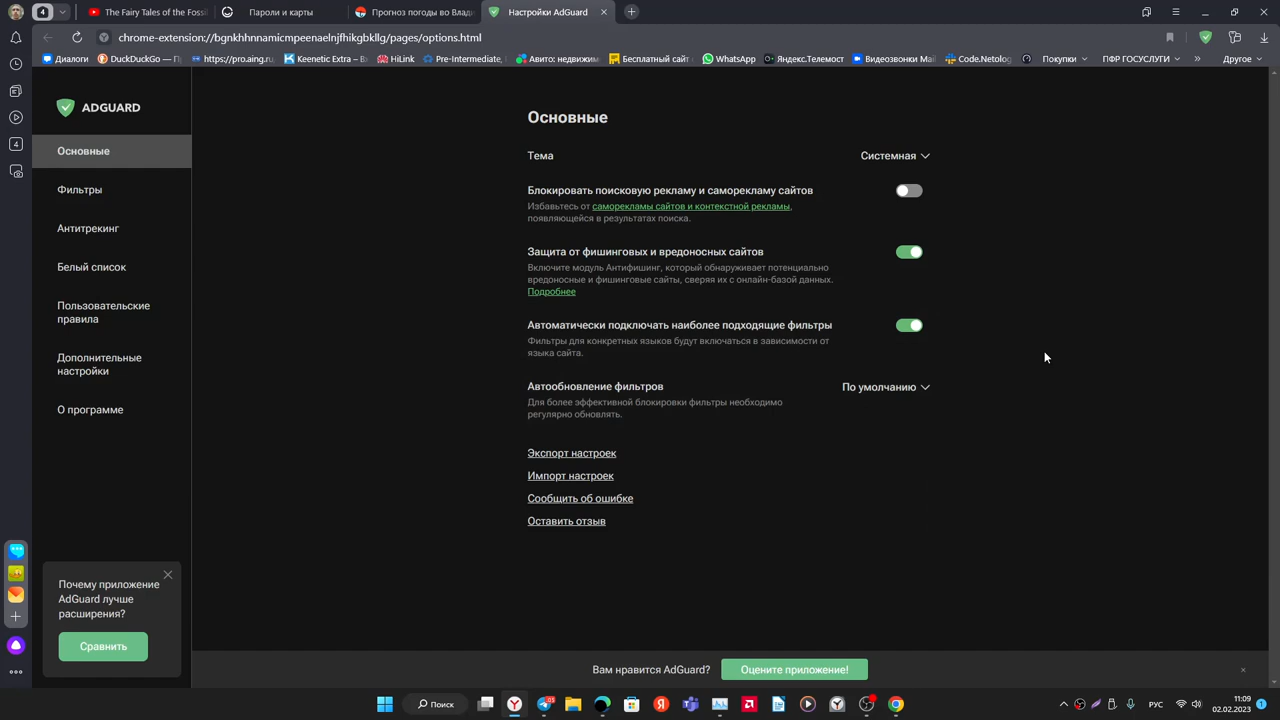 4
The Fairy Tales of the Fossi
Пароли и карты
Прогноз погоды во Влади
Настройки AdGuard
chrome-extension://bgnkhhnnamicmpeenaelnjfhikgbkllg/pages/options.html
Диалоги
DuckDuckGo — П
https://pro.aing.ru,
Keenetic Extra – В
HiLink
Pre-Intermediate,
Авито: недвижим
Бесплатный сайт
WhatsApp
Яндекс.Телемост
Видеозвонки Mail
Code.Netolog
Покупки
ПФР ГОСУСЛУГИ
Другое
4
ADGUARD
Основные
Фильтры
Антитрекинг
Белый список
Пользовательские
правила
Дополнительные
настройки
О программе
Основные
Тема
Системная
Блокировать поисковую рекламу и саморекламу сайтов
Избавьтесь от саморекламы сайтов и контекстной рекламы,
появляющейся в результатах поиска.
Защита от фишинговых и вредоносных сайтов
Включите модуль Антифишинг, который обнаруживает потенциально
вредоносные и фишинговые сайты, сверяя их с онлайн-базой данных.
Подробнее
Автоматически подключать наиболее подходящие фильтры
Фильтры для конкретных языков будут включаться в зависимости от
языка сайта.
Автообновление фильтров
По умолчанию
Для более эффективной блокировки фильтры необходимо
регулярно обновлять.
Экспорт настроек
Импорт настроек
Сообщить об ошибке
Оставить отзыв
Почему приложение
AdGuard лучше
расширения?
Сравнить
Вам нравится AdGuard?
Оцените приложение!
Поиск
РУС
11:09
02.02.2023